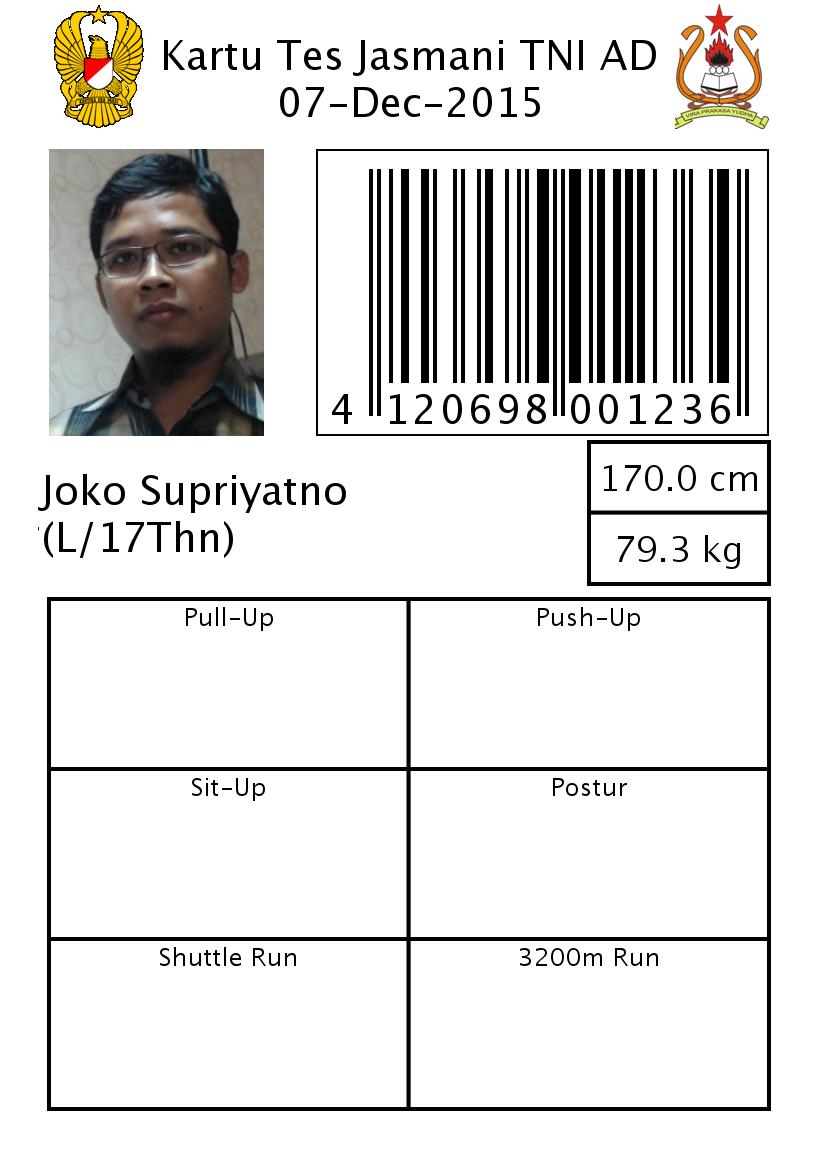 Kartu Tes Jasmani TNI AD
07-Dec-2015
VIRA PRAKASA YUDHA
4 120698 001236
170.0 cm
Joko Supriyatno
(L/17Thn)
79.3 kg
Pull-Up
Push-Up
Sit-Up
Postur
Shuttle Run
3200m Run